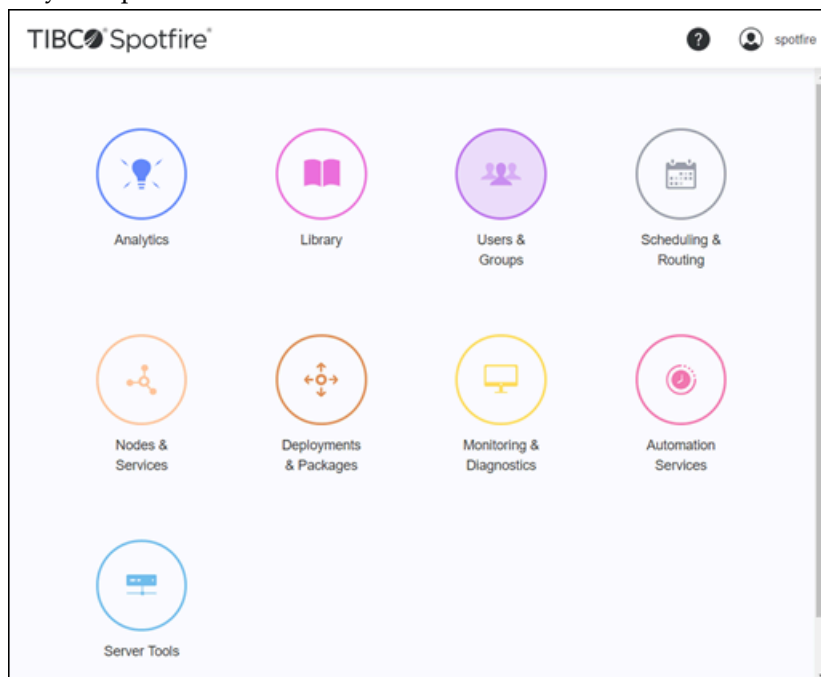 TIBCO® Spotfire®
? spotfire
Analytics
Library
Users &
Groups
Scheduling &
Routing
Nodes &
Services
Deployments
& Packages
Monitoring &
Diagnostics
Automation
Services
Server Tools